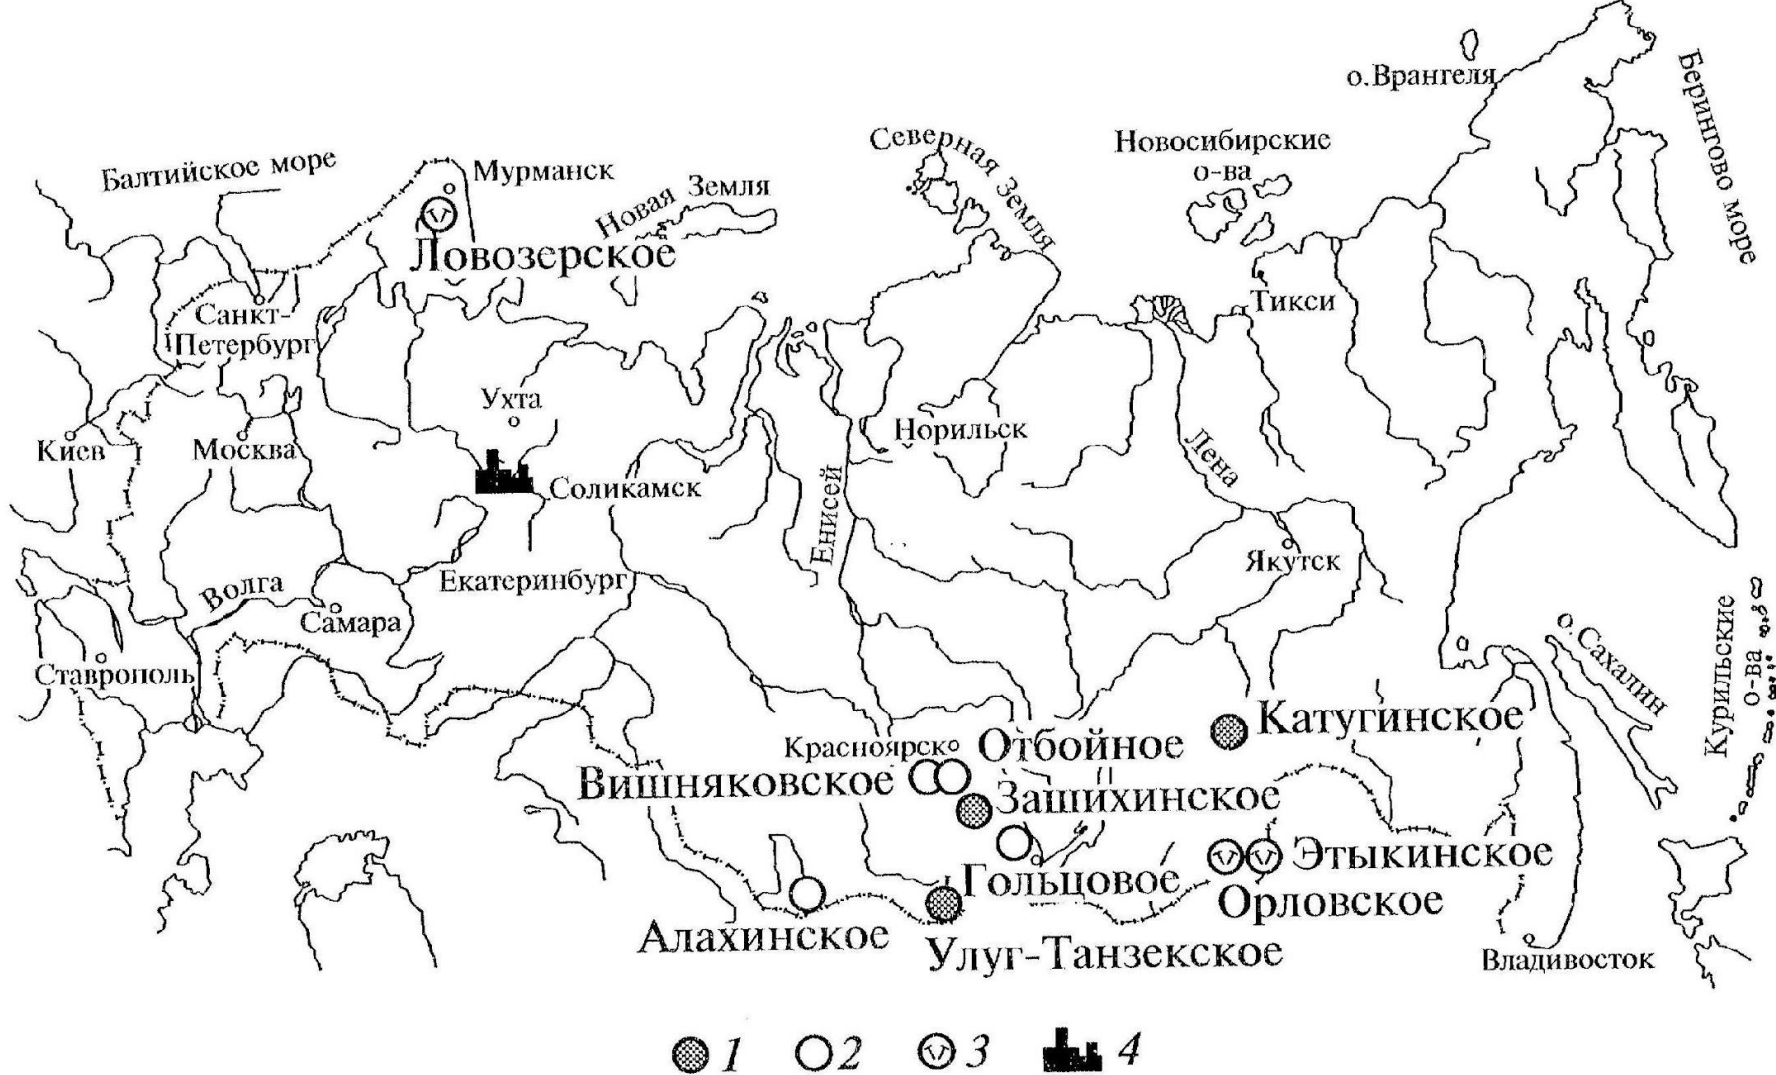 о.Врангеля
Берингово море
Северная Земля
Новосибирские
о-ва
Балтийское море
Мурманск
Новая Земля
Ловозерское
Тикси
Санкт-
Петербург
Ухта
Киев
Москва
Норильск
Лена
Соликамск
Енисей
Якутск
Волга
Екатеринбург
Самара
Ставрополь
о.Сахалин
Курильские
о-ва
Катугинское
Красноярск
Отбойное
Вишняковское
Зашихинское
Этыкинское
Гольцовое
Орловское
Алахинское
Улуг-Танзекское
Владивосток
1 2 3 4